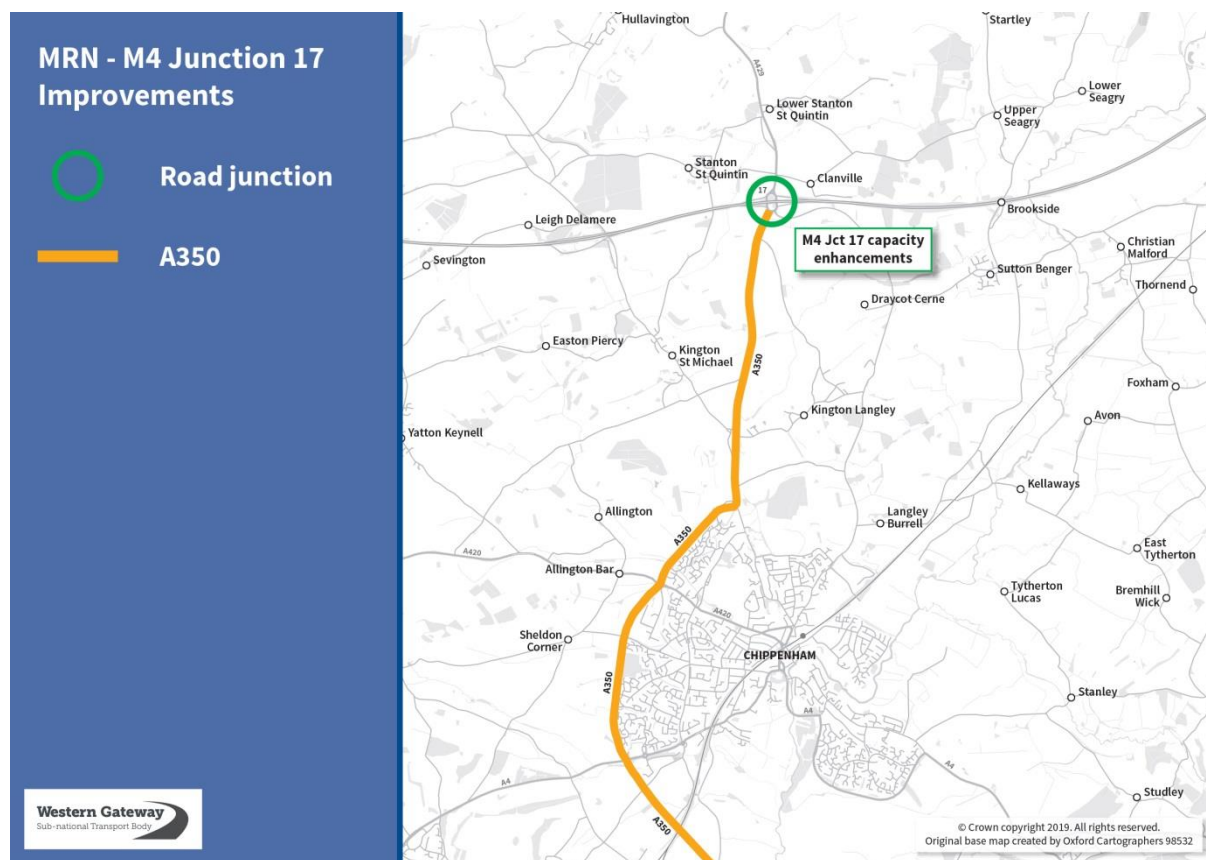 MRN - M4 Junction 17
Improvements
Road junction
A350
Western Gateway
Sub-national Transport Body
Hullavington
Startley
A429
Lower Stanton
St Quintin
Lower
Seagry
Upper
Seagry
Stanton
St Quintin
Clanville
17
Leigh Delamere
Brookside
M4 Jct 17 capacity
enhancements
Christian
Malford
Sevington
Sutton Benger
Thornend
Draycot Cerne
Easton Piercy
Kington
St Michael
A350
Foxham
Kington Langley
Avon
Yatton Keynell
Kellaways
Allington
Langley
Burrell
A350
A420
East
Tytherton
Allington Bar
Tytherton
Lucas
Bremhill
Wick
A420
Sheldon
Corner
CHIPPENHAM
A350
Stanley
A4
A4
A4
Studley
A350
© Crown copyright 2019. All rights reserved.
Original base map created by Oxford Cartographers 98532